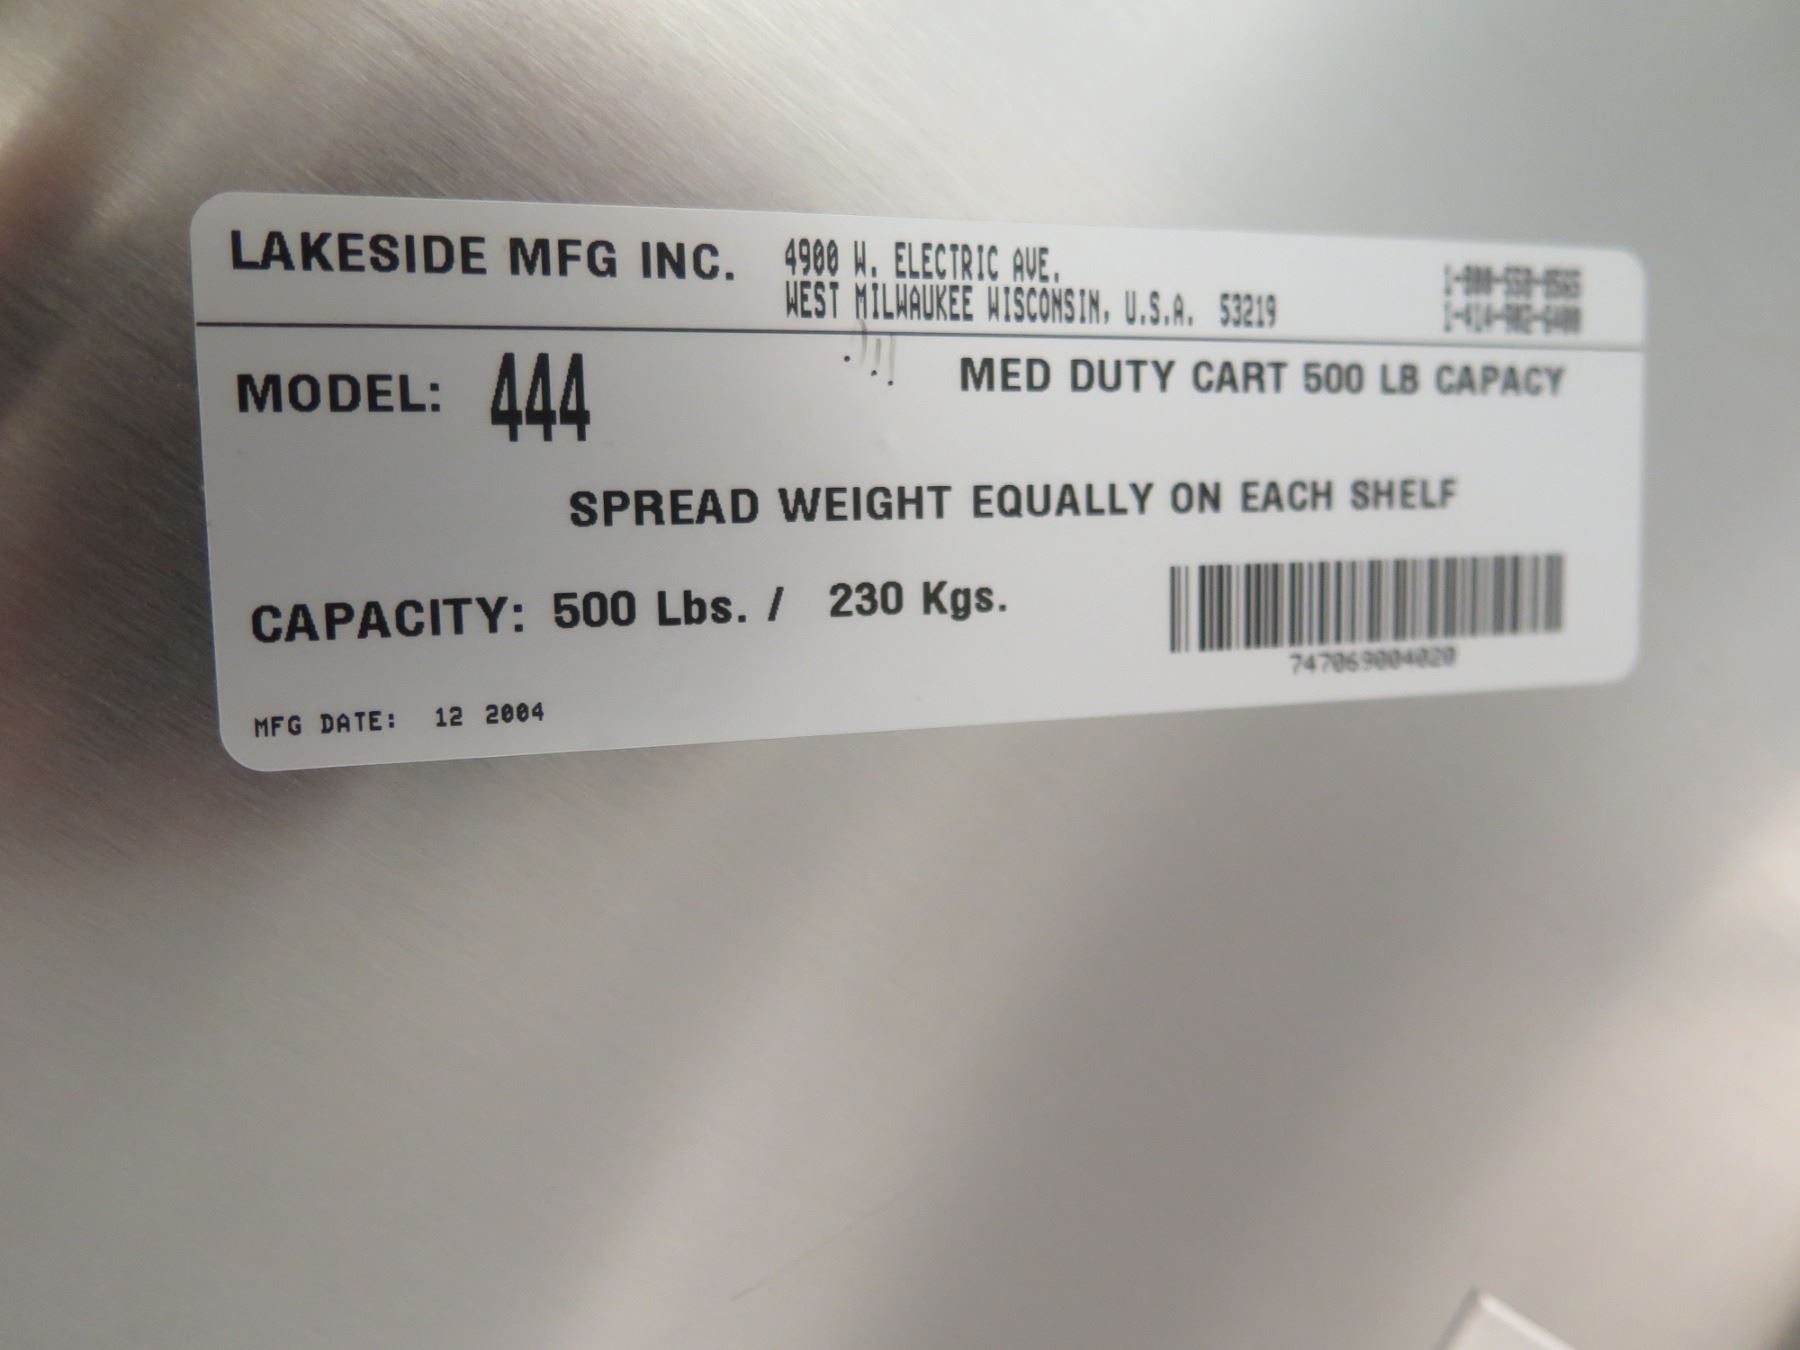 LAKESIDE MFG INC.
4900 W. ELECTRIC AVE.
WEST MILWAUKEE WISCONSIN, U.S.A. 53219
MODEL: 444
MED DUTY CART 500 LB CAPACY
SPREAD WEIGHT EQUALLY ON EACH SHELF
CAPACITY: 500 Lbs. / 230 Kgs.
747069004020
MFG DATE: 12 2004